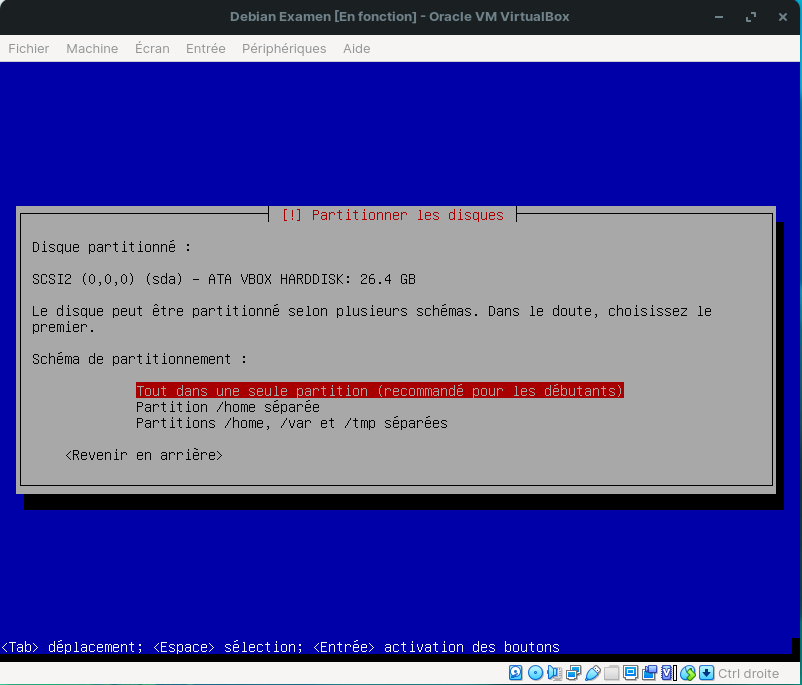 Debian Examen [En fonction] - Oracle VM VirtualBox
Fichier Machine Écran Entrée Périphériques Aide
[!] Partitionner les disques
Disque partitionné :
SCSI2 (0,0,0) (sda) - ATA VBOX HARDDISK: 26.4 GB
Le disque peut être partitionné selon plusieurs schémas. Dans le doute, choisissez le
premier.
Schéma de partitionnement :
Tout dans une seule partition (recommandé pour les débutants)
Partition /home séparée
Partitions /home, /var et /tmp séparées
<Revenir en arrière>
<Tab> déplacement; <Espace> sélection; <Entrée> activation des boutons
Ctrl droite